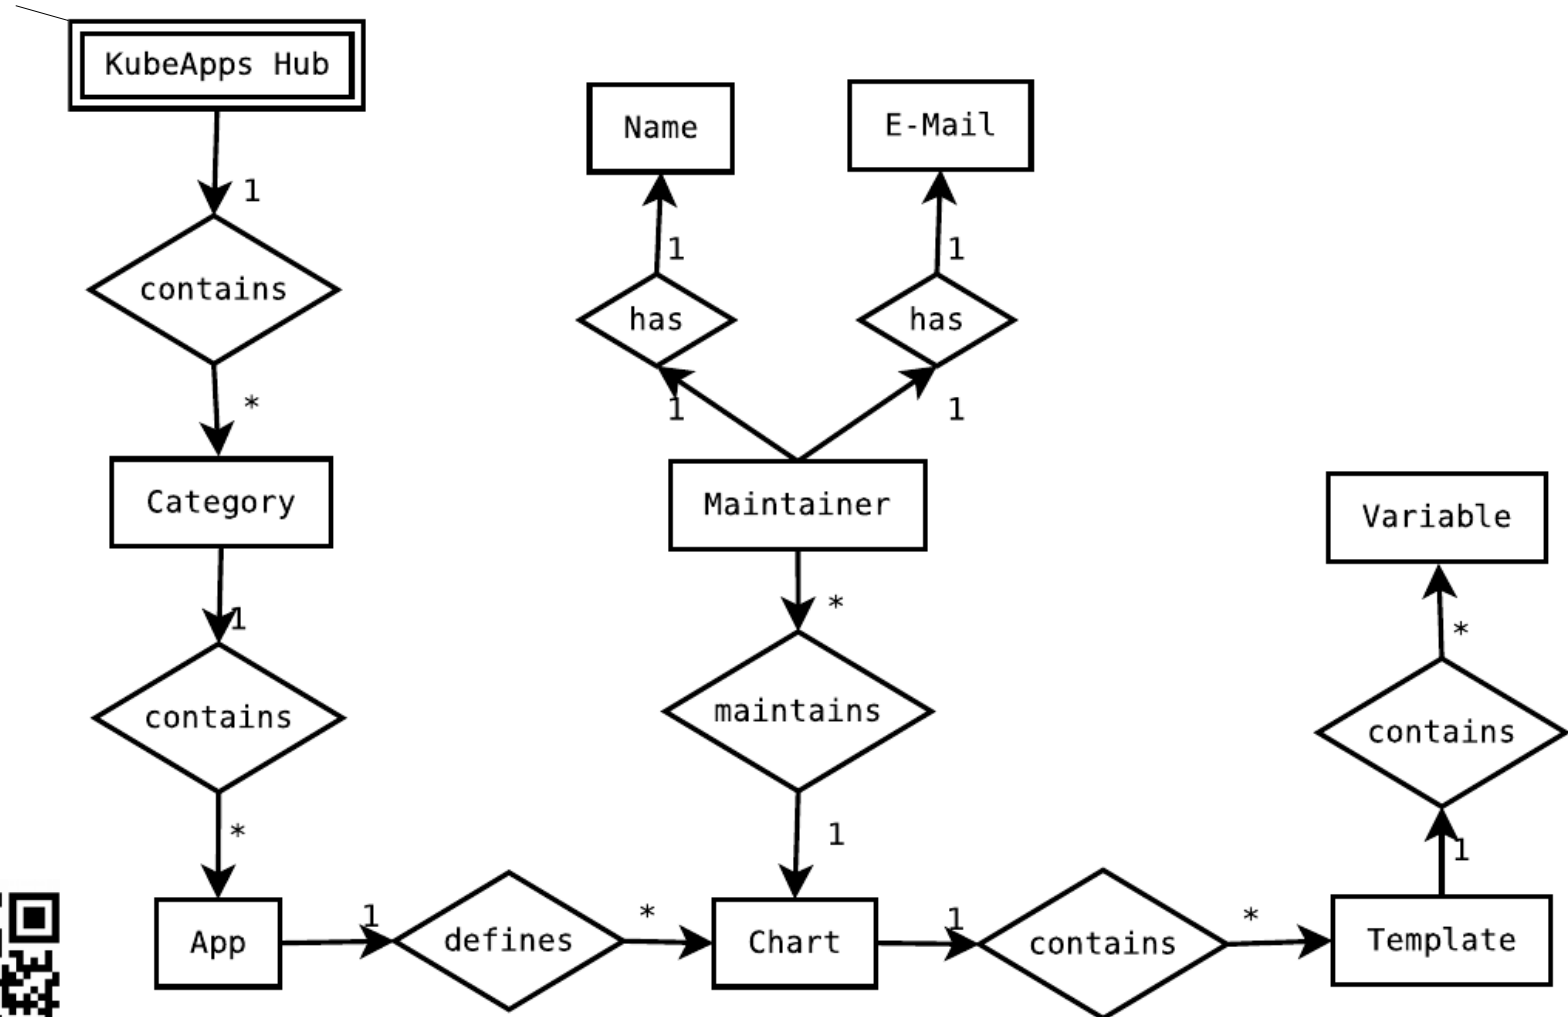 KubeApps Hub
1
contains
*
Category
1
contains
*
App
1
defines
*
Chart
Name
E-Mail
1
1
has
has
1
1
Maintainer
*
maintains
1
1
contains
*
Template
1
contains
*
Variable